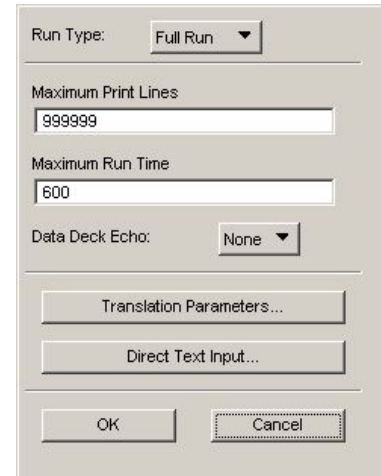 Run Type: Full Run
Maximum Print Lines
999999
Maximum Run Time
600
Data Deck Echo: None
Translation Parameters...
Direct Text Input...
OK Cancel